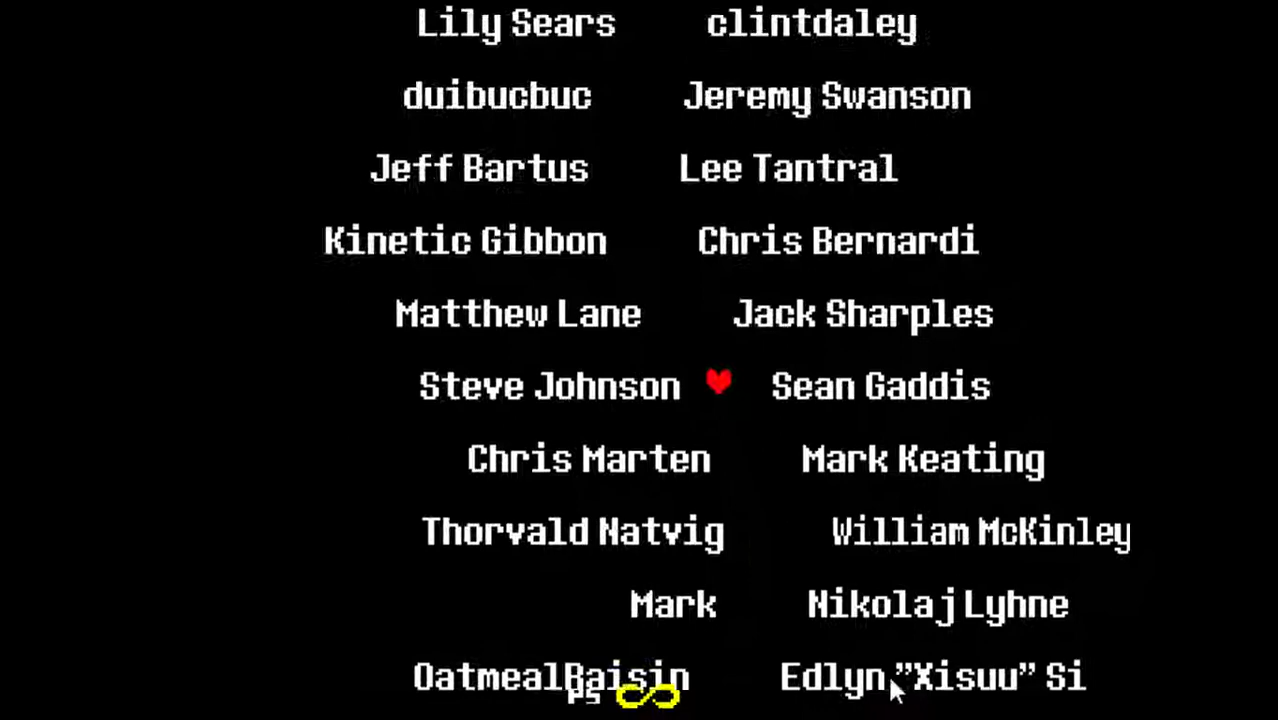 Lily Sears clintdaley
duibucbuc Jeremy Swanson
Jeff Bartus Lee Tantral
Kinetic Gibbon Chris Bernardi
Matthew Lane Jack Sharples
Steve Johnson Sean Gaddis
Chris Marten Mark Keating
Thorvald Natvig William McKinley
Mark Nikolaj Lyhne
OatmealRaisin Edlyn "Xisuu" Si